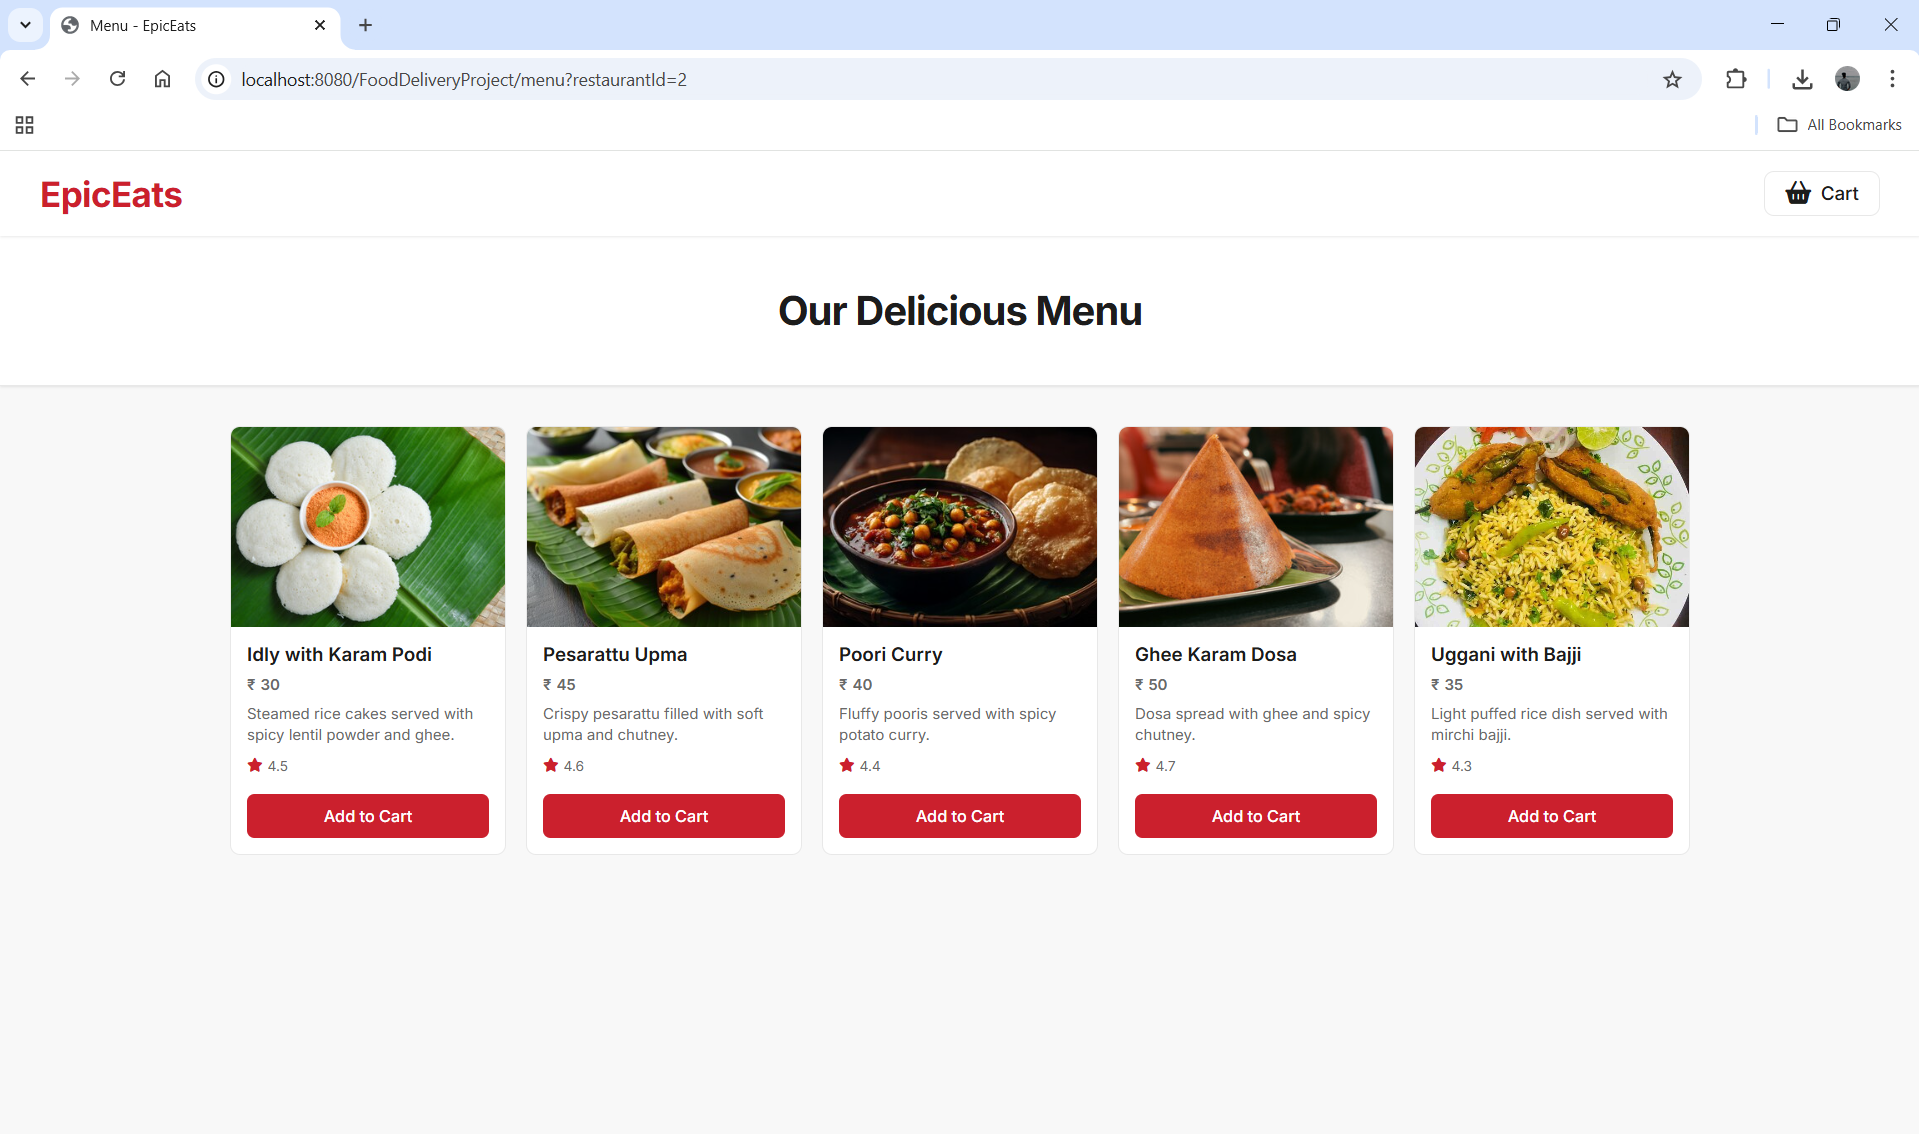 Menu - EpicEats
localhost:8080/FoodDeliveryProject/menu?restaurantId=2
All Bookmarks
EpicEats
Cart
Our Delicious Menu
Idly with Karam Podi
₹ 30
Steamed rice cakes served with
spicy lentil powder and ghee.
4.5
Add to Cart
Pesarattu Upma
₹ 45
Crispy pesarattu filled with soft
upma and chutney.
4.6
Add to Cart
Poori Curry
₹ 40
Fluffy pooris served with spicy
potato curry.
4.4
Add to Cart
Ghee Karam Dosa
₹ 50
Dosa spread with ghee and spicy
chutney.
4.7
Add to Cart
Uggani with Bajji
₹ 35
Light puffed rice dish served with
mirchi bajji.
4.3
Add to Cart